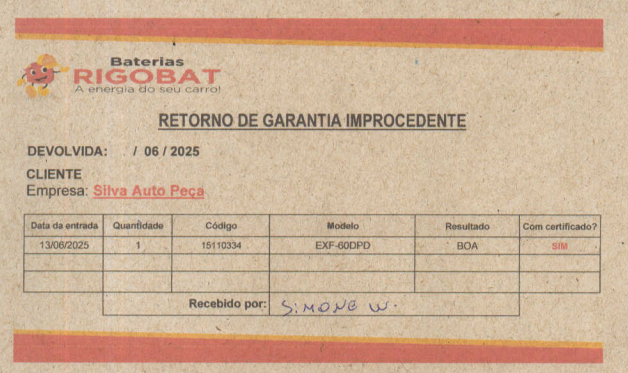 Baterias
RIGOBAT
A energia do seu carro!
RETORNO DE GARANTIA IMPROCEDENTE
DEVOLVIDA: / 06 / 2025
CLIENTE
Empresa: Silva Auto Peça
Data da entrada Quantidade Código Modelo Resultado Com certificado?
13/06/2025 1 15110334 EXF-60DPD BOA SIM
Recebido por: SIMONE W.